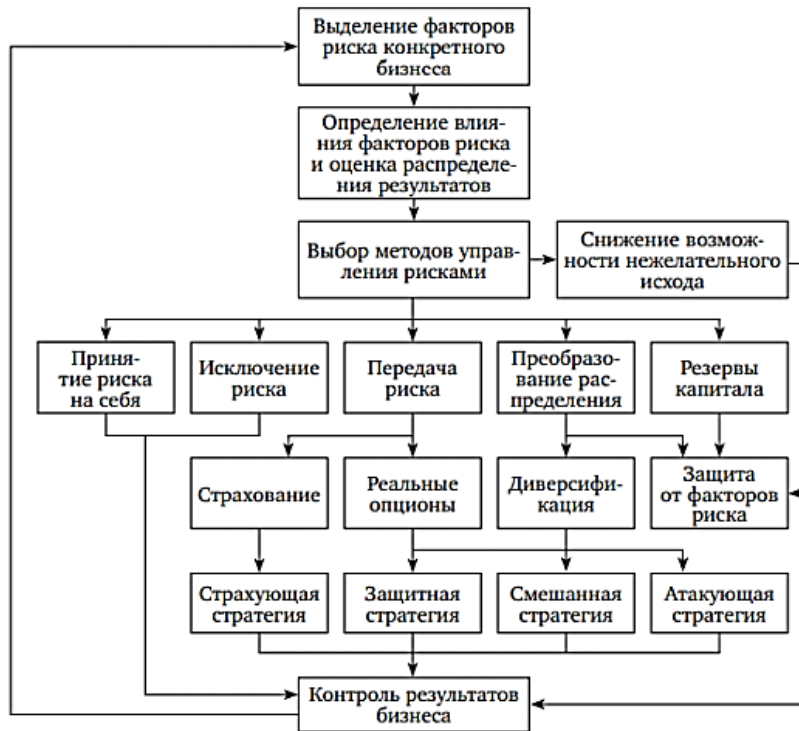 Выделение факторов
риска конкретного
бизнеса
Определение влия-
ния факторов риска
и оценка распределе-
ния результатов
Выбор методов управ-
ления рисками
Снижение возмож-
ности нежелательного
исхода
Приня-
тие риска
на себя
Исключение
риска
Передача
риска
Преобразо-
вание рас-
пределения
Резервы
капитала
Страхование
Реальные
опционы
Диверсифи-
кация
Защита
от факторов
риска
Страхующая
стратегия
Защитная
стратегия
Смешанная
стратегия
Атакующая
стратегия
Контроль результатов
бизнеса